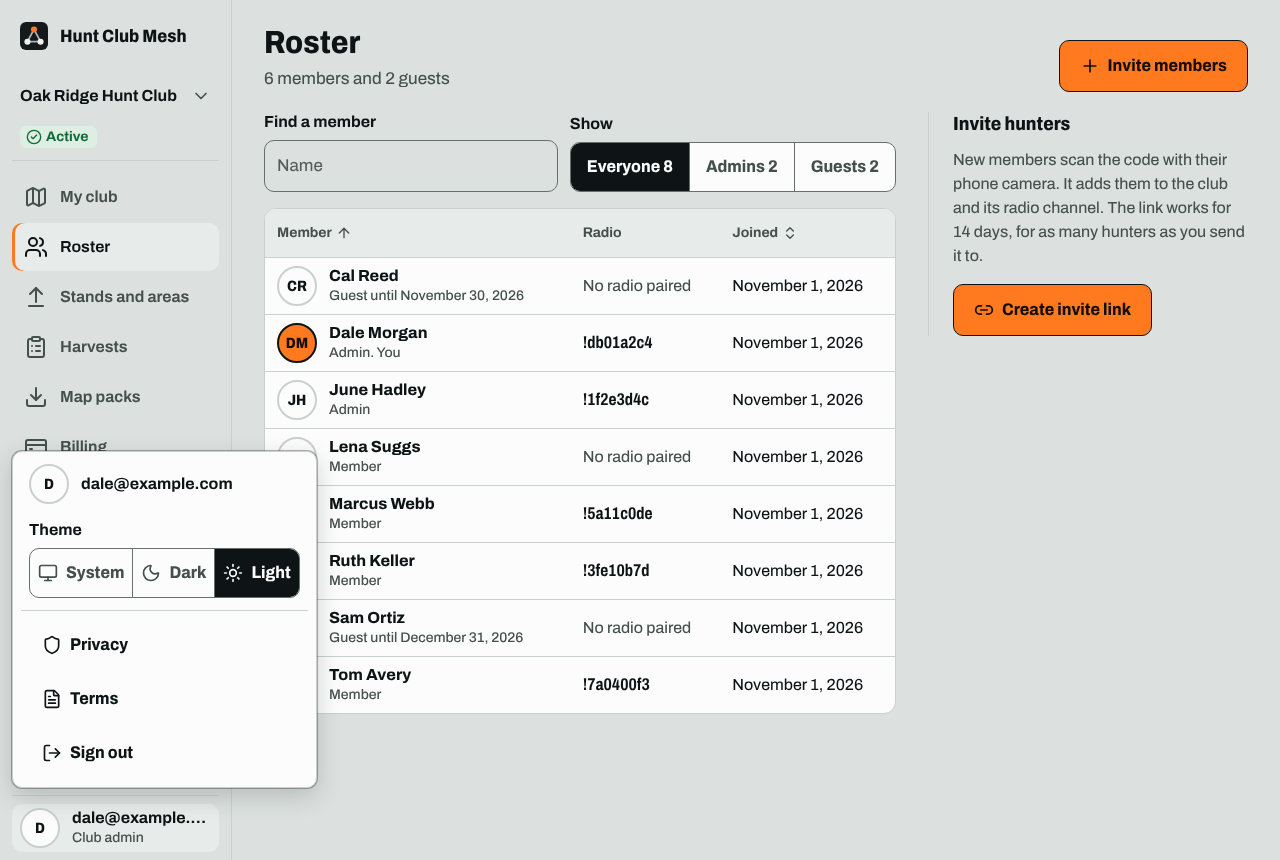 Hunt Club Mesh
Oak Ridge Hunt Club
Active
My club
Roster
Stands and areas
Harvests
Map packs
Billing
D
dale@example.com
Theme
System
Dark
Light
Privacy
Terms
Sign out
D
dale@example....
Club admin
Roster
6 members and 2 guests
Invite members
Find a member
Name
Show
Everyone 8
Admins 2
Guests 2
Member
Radio
Joined
CR
Cal Reed
Guest until November 30, 2026
No radio paired
November 1, 2026
DM
Dale Morgan
Admin. You
!db01a2c4
November 1, 2026
JH
June Hadley
Admin
!1f2e3d4c
November 1, 2026
Lena Suggs
Member
No radio paired
November 1, 2026
Marcus Webb
Member
!5a11c0de
November 1, 2026
Ruth Keller
Member
!3fe10b7d
November 1, 2026
Sam Ortiz
Guest until December 31, 2026
No radio paired
November 1, 2026
Tom Avery
Member
!7a0400f3
November 1, 2026
Invite hunters
New members scan the code with their
phone camera. It adds them to the club
and its radio channel. The link works for
14 days, for as many hunters as you send
it to.
Create invite link